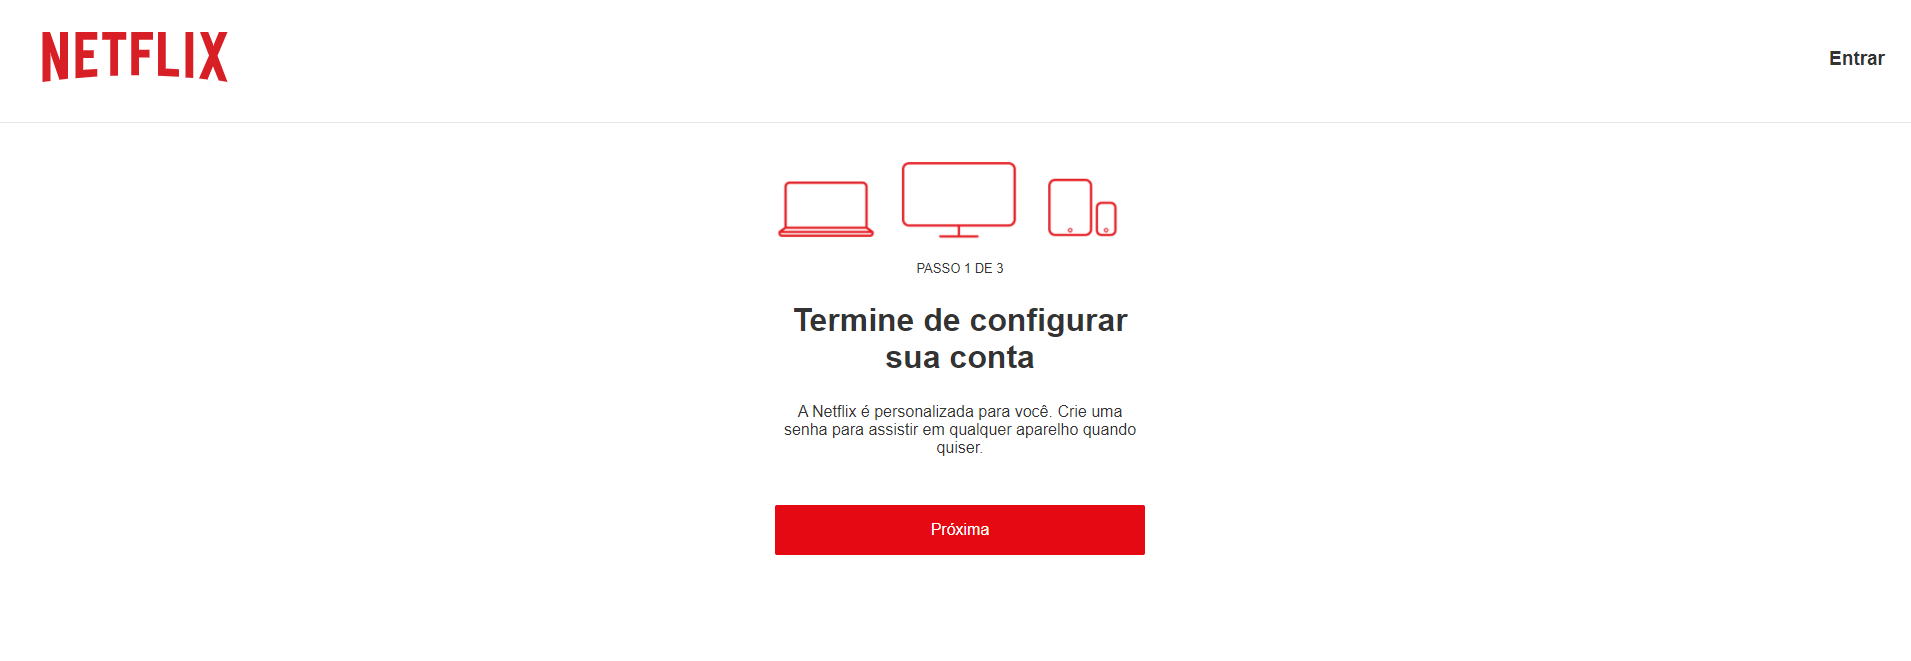 NETFLIX
Entrar
PASSO 1 DE 3
Termine de configurar
sua conta
A Netflix é personalizada para você. Crie uma
senha para assistir em qualquer aparelho quando
quiser.
Próxima